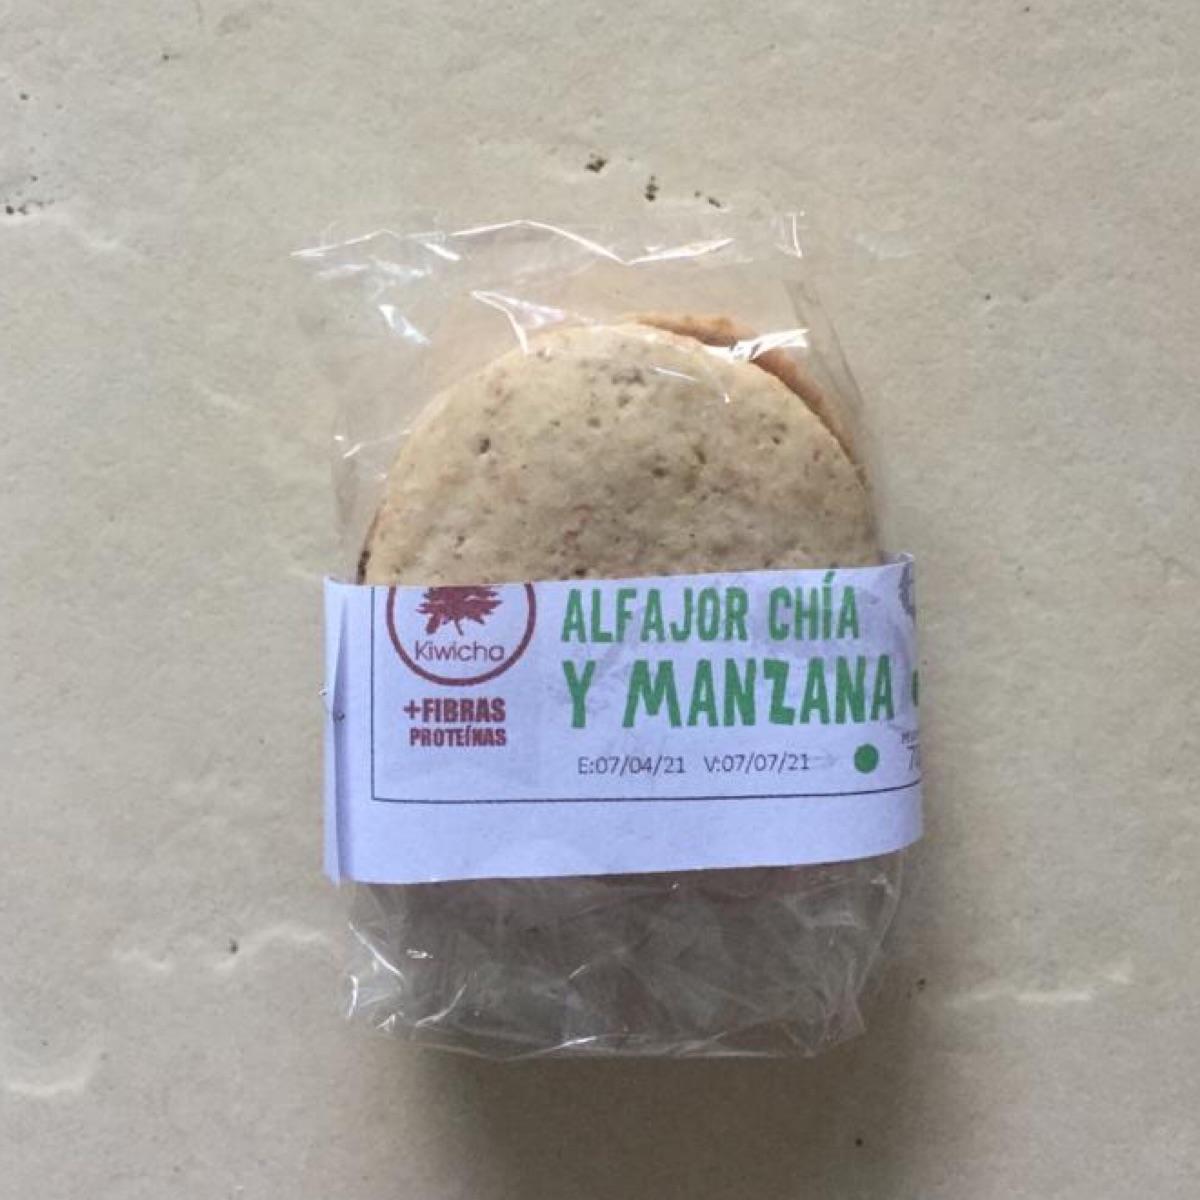 Kiwicha
+FIBRAS
PROTEÍNAS
ALFAJOR CHÍA
Y MANZANA
E:07/04/21 V:07/07/21